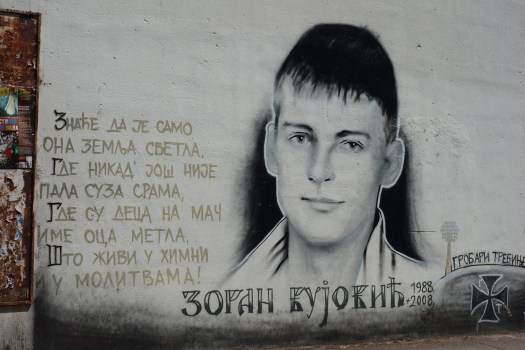 Знаће да је само
она земља светла,
Где никад још није
пала суза срама,
Где су деца на мач
име оца метла,
Што живи у химни
и у молитвама!
Зоран Вујовић 1988
+2008
ГРОБАРИ ТРЕБИЊЕ